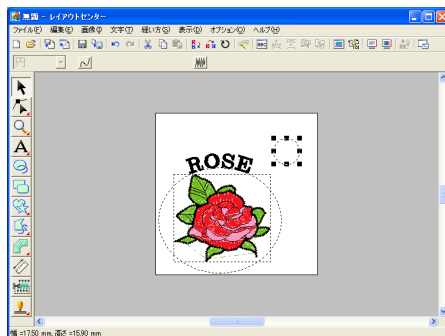 無題 - レイアウトセンター
ファイル(F) 編集(E) 画像(I) 文字(T) 縫い方(S) 表示(D) オプション(O) ヘルプ(H)
ABC
円
A
ROSE
幅 =17.50 mm, 高さ =15.90 mm